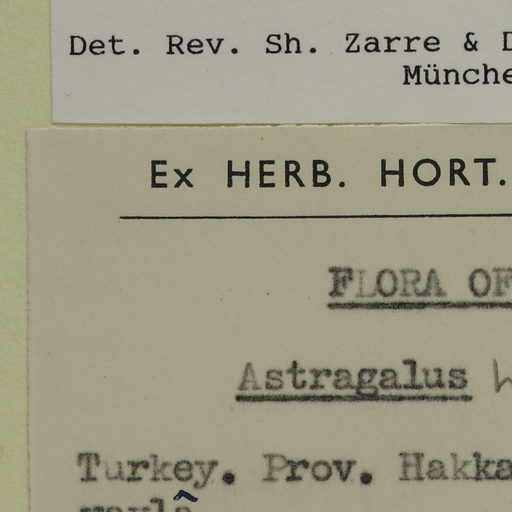 Det. Rev. Sh. Zarre & D
Münche
Ex HERB. HORT.
FLORA OF
Astragalus
Turkey. Prov. Hakka